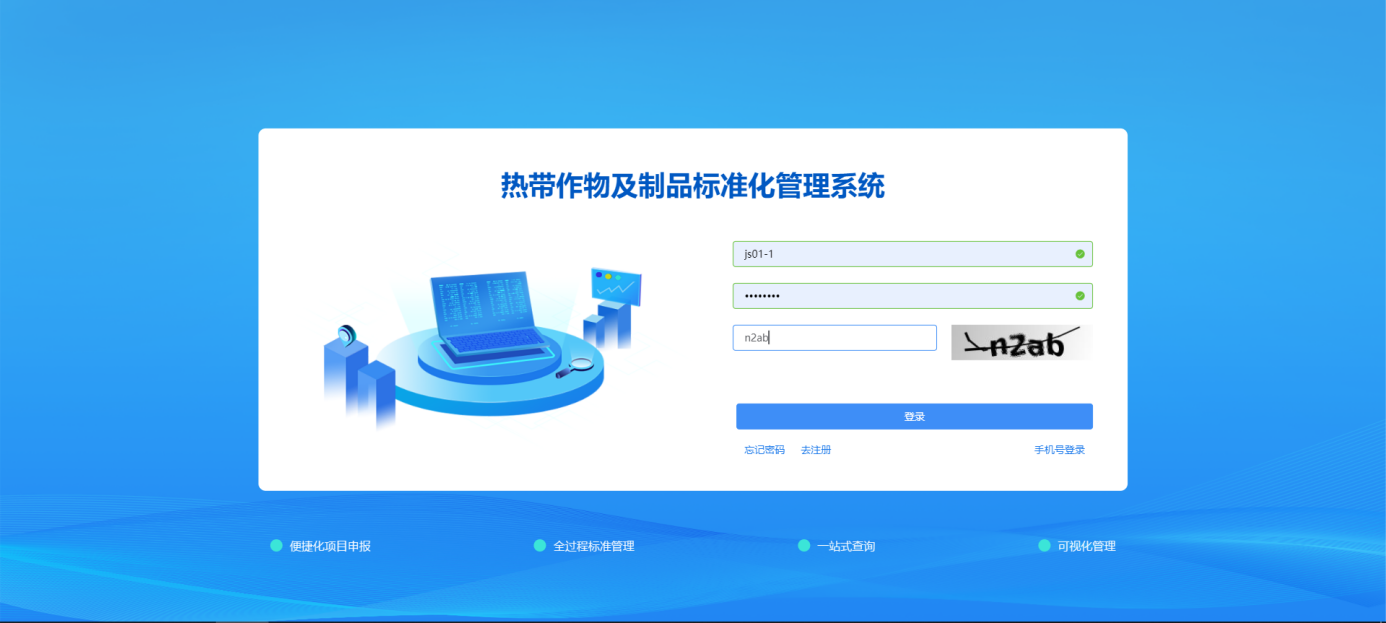 热带作物及制品标准化管理系统
js01-1
••••••••
n2ab
n2ab
登录
忘记密码 去注册 手机号登录
便捷化项目申报 全过程标准管理 一站式查询 可视化管理